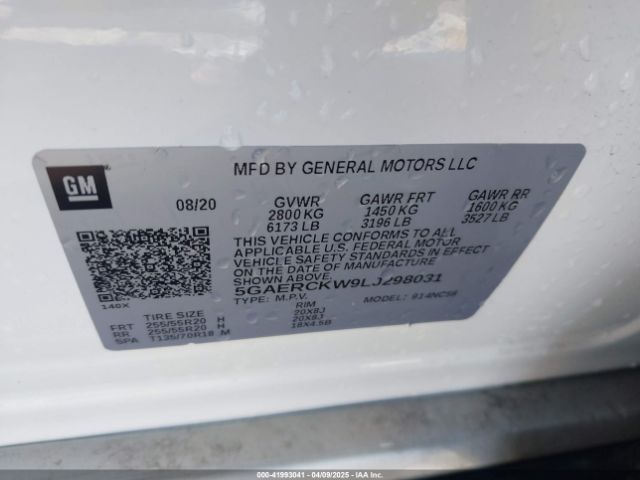 GM
MFD BY GENERAL MOTORS LLC
08/20 GVWR GAWR FRT GAWR RR
2800 KG 1450 KG 1600 KG
6173 LB 3196 LB 3527 LB
THIS VEHICLE CONFORMS TO ALL
APPLICABLE U.S. FEDERAL MOTOR
VEHICLE SAFETY STANDARDS IN EFFECT
ON THE DATE OF MANUFACTURE
SHOWN ABOVE.
5GAERCKW9LJ298031
140X TYPE: M.P.V. MODEL: 914NC56
TIRE SIZE RIM
FRT 255/55R20 H 20X8J
RR 255/55R20 H 20X8J
SPA T135/70R18 M 18X4.5B
00-41993041 - 04/09/2025 - IAAI.COM